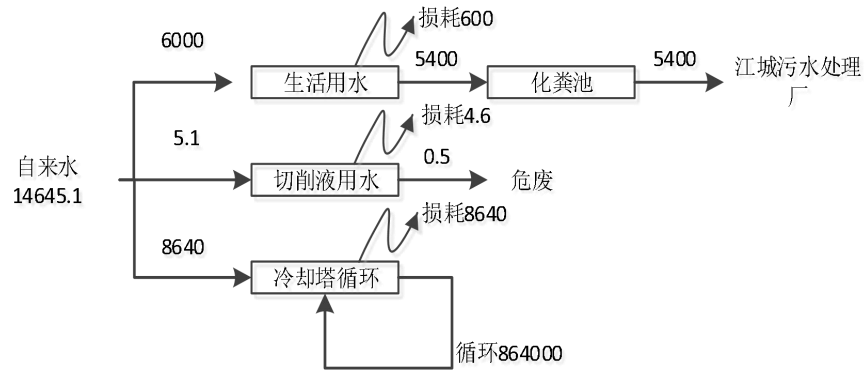 损耗600
6000
生活用水
5400
化粪池
5400
江城污水处理
厂
损耗4.6
5.1
自来水
14645.1
切削液用水
0.5
危废
损耗8640
8640
冷却塔循环
循环864000